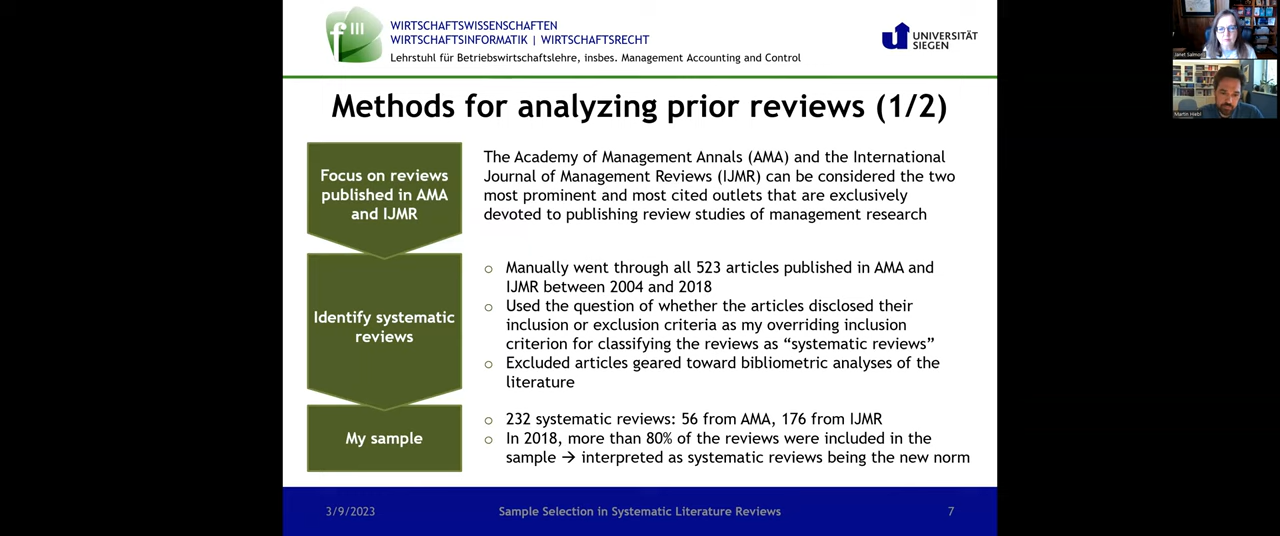 f III
WIRTSCHAFTSWISSENSCHAFTEN
WIRTSCHAFTSINFORMATIK | WIRTSCHAFTSRECHT
Lehrstuhl für Betriebswirtschaftslehre, insbes. Management Accounting and Control
UNIVERSITÄT
SIEGEN
Janet Salmons
Martin Hiebl
Methods for analyzing prior reviews (1/2)
Focus on reviews
published in AMA
and IJMR
The Academy of Management Annals (AMA) and the International
Journal of Management Reviews (IJMR) can be considered the two
most prominent and most cited outlets that are exclusively
devoted to publishing review studies of management research
Identify systematic
reviews
o Manually went through all 523 articles published in AMA and
IJMR between 2004 and 2018
o Used the question of whether the articles disclosed their
inclusion or exclusion criteria as my overriding inclusion
criterion for classifying the reviews as “systematic reviews”
o Excluded articles geared toward bibliometric analyses of the
literature
My sample
o 232 systematic reviews: 56 from AMA, 176 from IJMR
o In 2018, more than 80% of the reviews were included in the
sample → interpreted as systematic reviews being the new norm
3/9/2023
Sample Selection in Systematic Literature Reviews
7